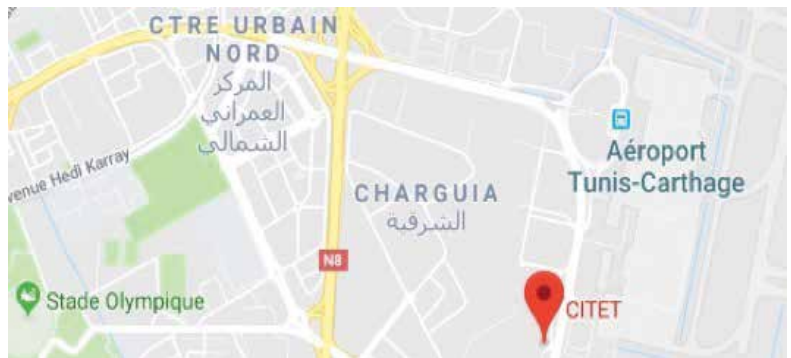 CTRE URBAIN
NORD
المركز
العمراني
الشمالي
venue Hedi Karray
CHARGUIA
الشرقية
Aéroport
Tunis-Carthage
N8
Stade Olympique
CITET